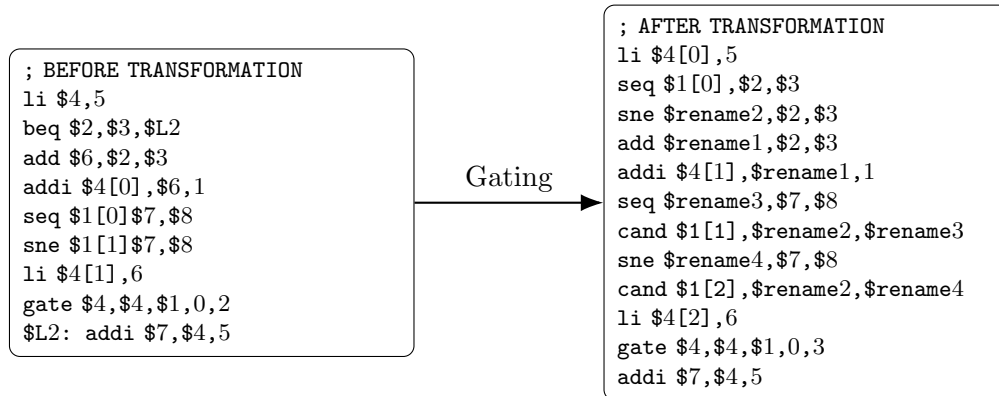 ; BEFORE TRANSFORMATION
li $4,5
beq $2,$3,$L2
add $6,$2,$3
addi $4[0],$6,1
seq $1[0]$7,$8
sne $1[1]$7,$8
li $4[1],6
gate $4,$4,$1,0,2
$L2: addi $7,$4,5
Gating
; AFTER TRANSFORMATION
li $4[0],5
seq $1[0],$2,$3
sne $rename2,$2,$3
add $rename1,$2,$3
addi $4[1],$rename1,1
seq $rename3,$7,$8
cand $1[1],$rename2,$rename3
sne $rename4,$7,$8
cand $1[2],$rename2,$rename4
li $4[2],6
gate $4,$4,$1,0,3
addi $7,$4,5